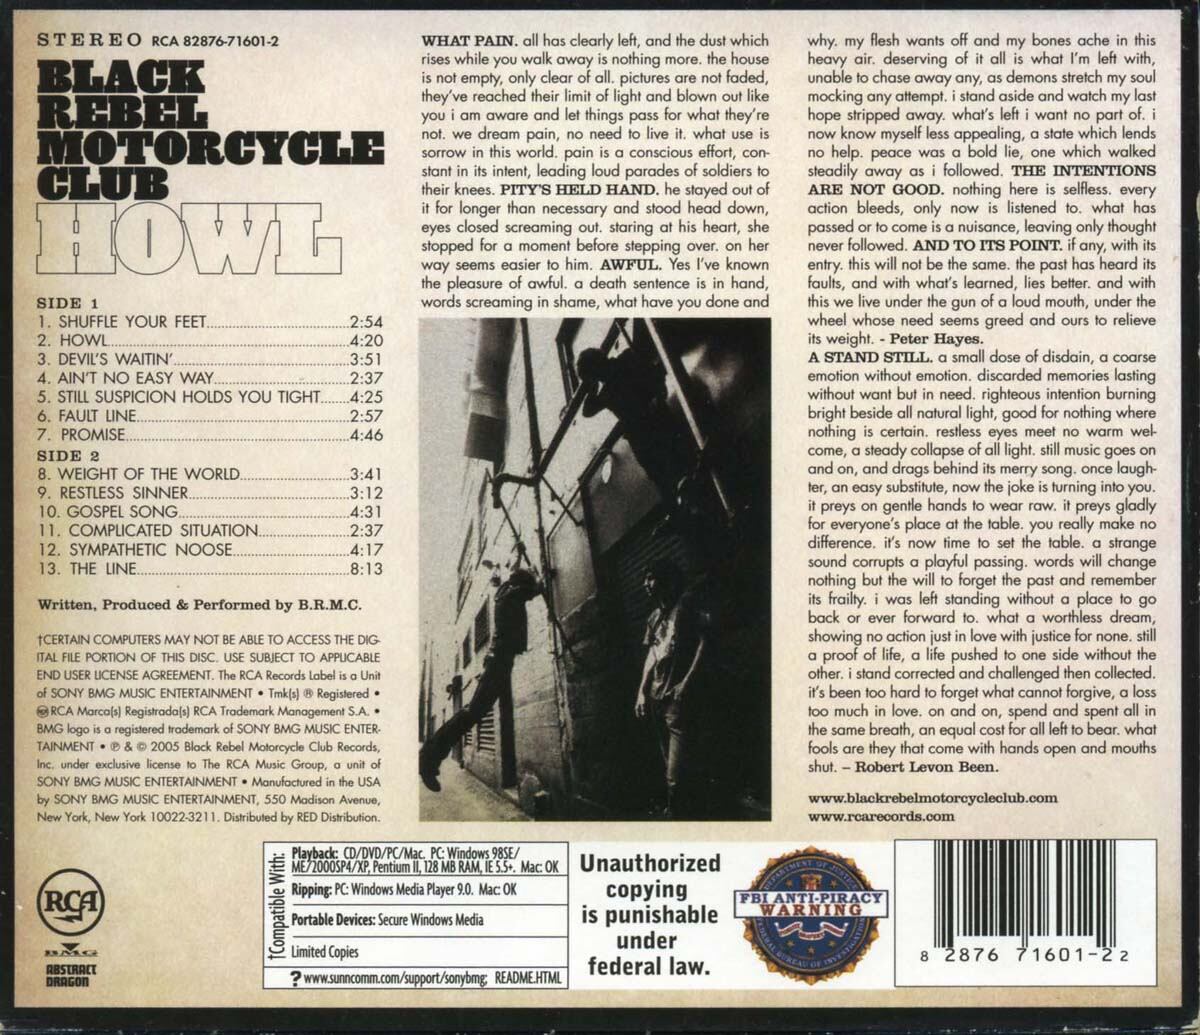 STEREO RCA 82876-71601-2
BLACK
REBEL
MOTORCYCLE
CLUB
HOWL
SIDE 1
1. SHUFFLE YOUR FEET 2:54
2. HOWL 4:20
3. DEVIL'S WAITIN' 3:51
4. AIN'T NO EASY WAY 2:37
5. STILL SUSPICION HOLDS YOU TIGHT 4:25
6. FAULT LINE 2:57
7. PROMISE 4:46
SIDE 2
8. WEIGHT OF THE WORLD 3:41
9. RESTLESS SINNER 3:12
10. GOSPEL SONG 4:31
11. COMPLICATED SITUATION 2:37
12. SYMPATHETIC NOOSE 4:17
13. THE LINE 8:13
Written, Produced & Performed by B.R.M.C.
†CERTAIN COMPUTERS MAY NOT BE ABLE TO ACCESS THE DIG-
ITAL FILE PORTION OF THIS DISC. USE SUBJECT TO APPLICABLE
END USER LICENSE AGREEMENT. The RCA Records Label is a Unit
of SONY BMG MUSIC ENTERTAINMENT • Tmk(s) ® Registered •
RCA Marca(s) Registrada(s) RCA Trademark Management S.A. •
BMG logo is a registered trademark of SONY BMG MUSIC ENTER-
TAINMENT • ℗ & © 2005 Black Rebel Motorcycle Club Records,
Inc. under exclusive license to The RCA Music Group, a unit of
SONY BMG MUSIC ENTERTAINMENT • Manufactured in the USA
by SONY BMG MUSIC ENTERTAINMENT, 550 Madison Avenue,
New York, New York 10022-3211. Distributed by RED Distribution.
WHAT PAIN. all has clearly left, and the dust which
rises while you walk away is nothing more. the house
is not empty, only clear of all. pictures are not faded,
they've reached their limit of light and blown out like
you i am aware and let things pass for what they're
not. we dream pain, no need to live it. what use is
sorrow in this world. pain is a conscious effort, con-
stant in its intent, leading loud parades of soldiers to
their knees. PITY'S HELD HAND. he stayed out of
it for longer than necessary and stood head down,
eyes closed screaming out. staring at his heart, she
stopped for a moment before stepping over. on her
way seems easier to him. AWFUL. Yes I've known
the pleasure of awful. a death sentence is in hand,
words screaming in shame, what have you done and
why. my flesh wants off and my bones ache in this
heavy air. deserving of it all is what I'm left with,
unable to chase away any, as demons stretch my soul
mocking any attempt. i stand aside and watch my last
hope stripped away. what's left i want no part of. i
now know myself less appealing, a state which lends
no help. peace was a bold lie, one which walked
steadily away as i followed. THE INTENTIONS
ARE NOT GOOD. nothing here is selfless. every
action bleeds, only now is listened to. what has
passed or to come is a nuisance, leaving only thought
never followed. AND TO ITS POINT. if any, with its
entry. this will not be the same. the past has heard its
faults, and with what's learned, lies better. and with
this we live under the gun of a loud mouth, under the
wheel whose need seems greed and ours to relieve
its weight. - Peter Hayes.
A STAND STILL. a small dose of disdain, a coarse
emotion without emotion. discarded memories lasting
without want but in need. righteous intention burning
bright beside all natural light, good for nothing where
nothing is certain. restless eyes meet no warm wel-
come, a steady collapse of all light. still music goes on
and on, and drags behind its merry song. once laugh-
ter, an easy substitute, now the joke is turning into you.
it preys on gentle hands to wear raw. it preys gladly
for everyone's place at the table. you really make no
difference. it's now time to set the table. a strange
sound corrupts a playful passing. words will change
nothing but the will to forget the past and remember
its frailty. i was left standing without a place to go
back or ever forward to. what a worthless dream,
showing no action just in love with justice for none. still
a proof of life, a life pushed to one side without the
other. i stand corrected and challenged then collected.
it's been too hard to forget what cannot forgive, a loss
too much in love. on and on, spend and spent all in
the same breath, an equal cost for all left to bear. what
fools are they that come with hands open and mouths
shut. – Robert Levon Been.
www.blackrebelmotorcycleclub.com
www.rcarecords.com
RCA
BMG
ABSTRACT
DRAGON
†Compatible With:
Playback: CD/DVD/PC/Mac. PC: Windows 98SE/
ME/2000SP4/XP, Pentium II, 128 MB RAM, IE 5.5+. Mac: OK
Ripping: PC: Windows Media Player 9.0. Mac: OK
Portable Devices: Secure Windows Media
Limited Copies
? www.sunncomm.com/support/sonybmg; README.HTML
Unauthorized
copying
is punishable
under
federal law.
DEPARTMENT OF JUSTICE
FBI ANTI-PIRACY
WARNING
FEDERAL BUREAU OF INVESTIGATION
8 2876 71601-2 2